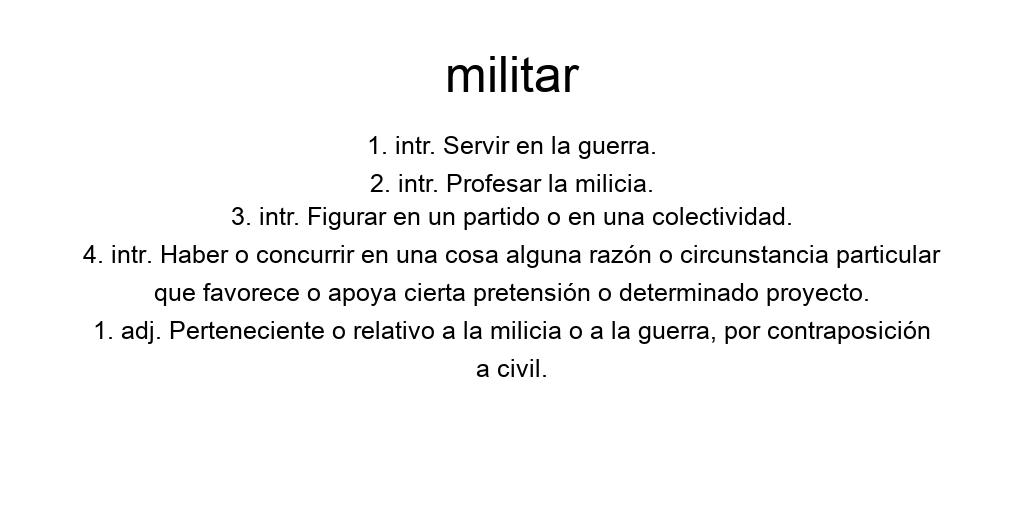 militar
1. intr. Servir en la guerra.
2. intr. Profesar la milicia.
3. intr. Figurar en un partido o en una colectividad.
4. intr. Haber o concurrir en una cosa alguna razón o circunstancia particular
que favorece o apoya cierta pretensión o determinado proyecto.
1. adj. Perteneciente o relativo a la milicia o a la guerra, por contraposición
a civil.